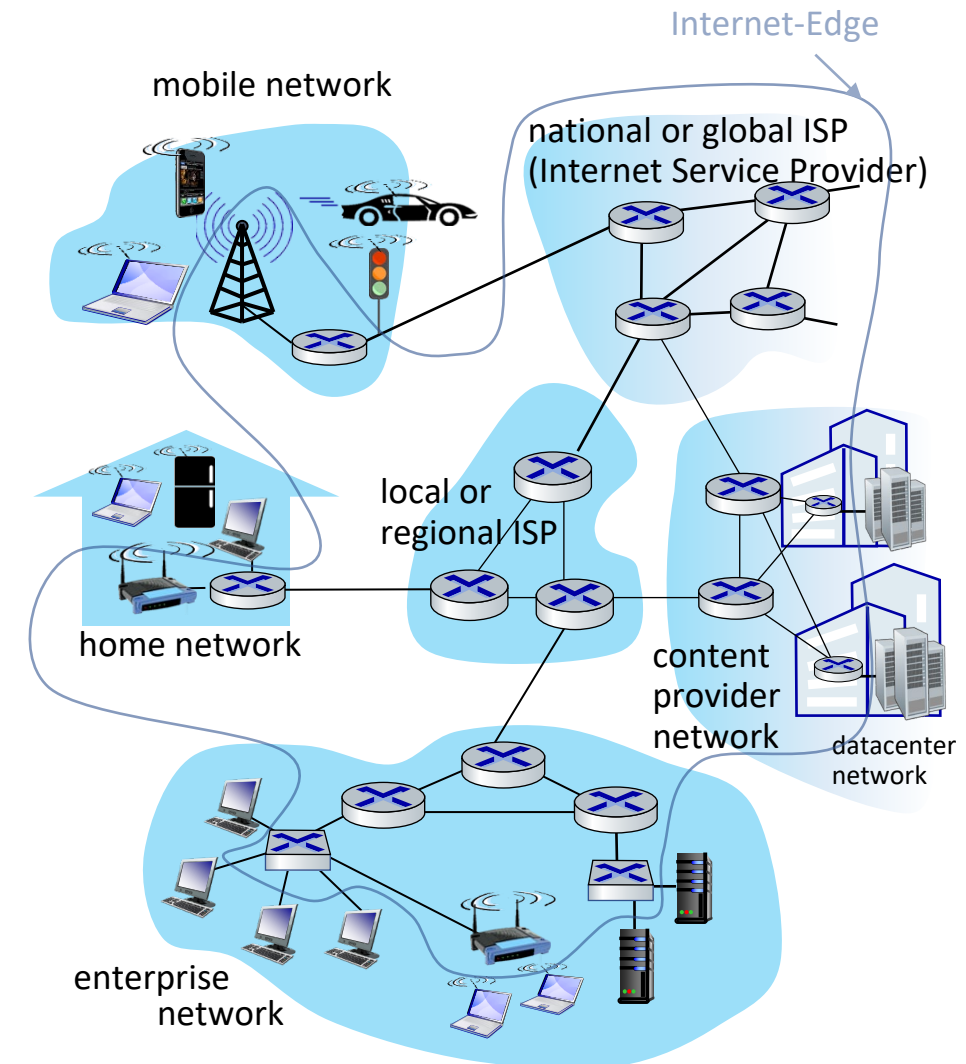 Internet-Edge
mobile network
national or global ISP
(Internet Service Provider)
local or
regional ISP
home network
content
provider
network
datacenter
network
enterprise
network